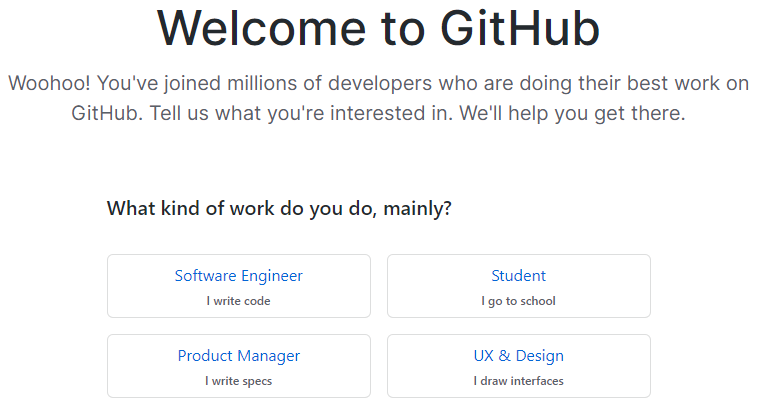 Welcome to GitHub
Woohoo! You've joined millions of developers who are doing their best work on
GitHub. Tell us what you're interested in. We'll help you get there.
What kind of work do you do, mainly?
Software Engineer
I write code
Student
I go to school
Product Manager
I write specs
UX & Design
I draw interfaces